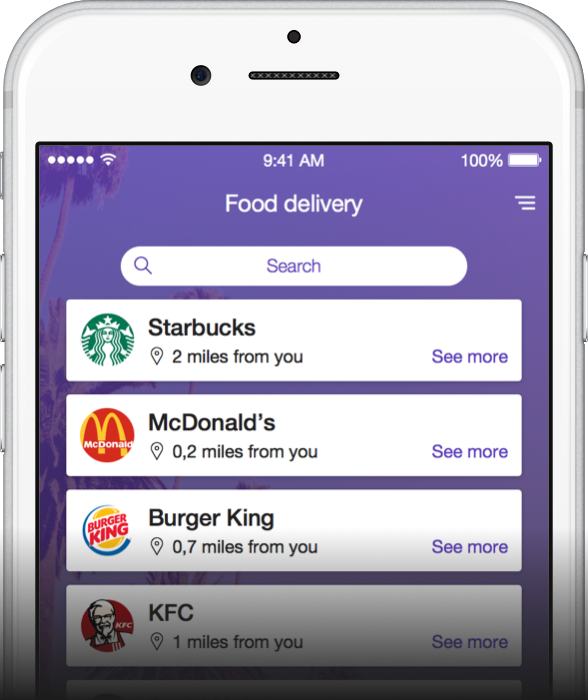 9:41 AM 100%
Food delivery
Search
Starbucks
2 miles from you See more
McDonald’s
McDonald
0,2 miles from you See more
Burger King
BURGER
KING
0,7 miles from you See more
KFC
KFC
1 miles from you See more